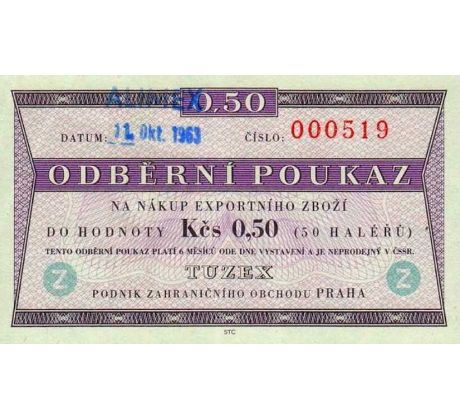 ALIMEX
0,50
DATUM: 11. Okt. 1963 ČÍSLO: 000519
ODBĚRNÍ POUKAZ
NA NÁKUP EXPORTNÍHO ZBOŽÍ
DO HODNOTY Kčs 0,50 (50 HALÉŘŮ)
TENTO ODBĚRNÍ POUKAZ PLATÍ 6 MĚSÍCŮ ODE DNE VYSTAVENÍ A JE NEPRODEJNÝ V ČSSR.
Z TUZEX Z
PODNIK ZAHRANIČNÍHO OBCHODU PRAHA
STC